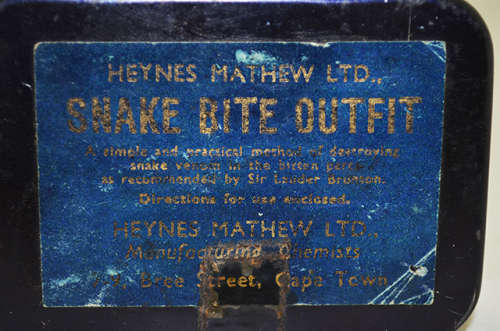 HEYNES MATHEW LTD.,
SNAKE BITE OUTFIT
A simple and practical method of destroying
snake venom in the bitten parts
as recommended by Sir Lauder Brunton.
Directions for use enclosed.
HEYNES MATHEW LTD.,
Manufacturing Chemists
Street, Cape Town